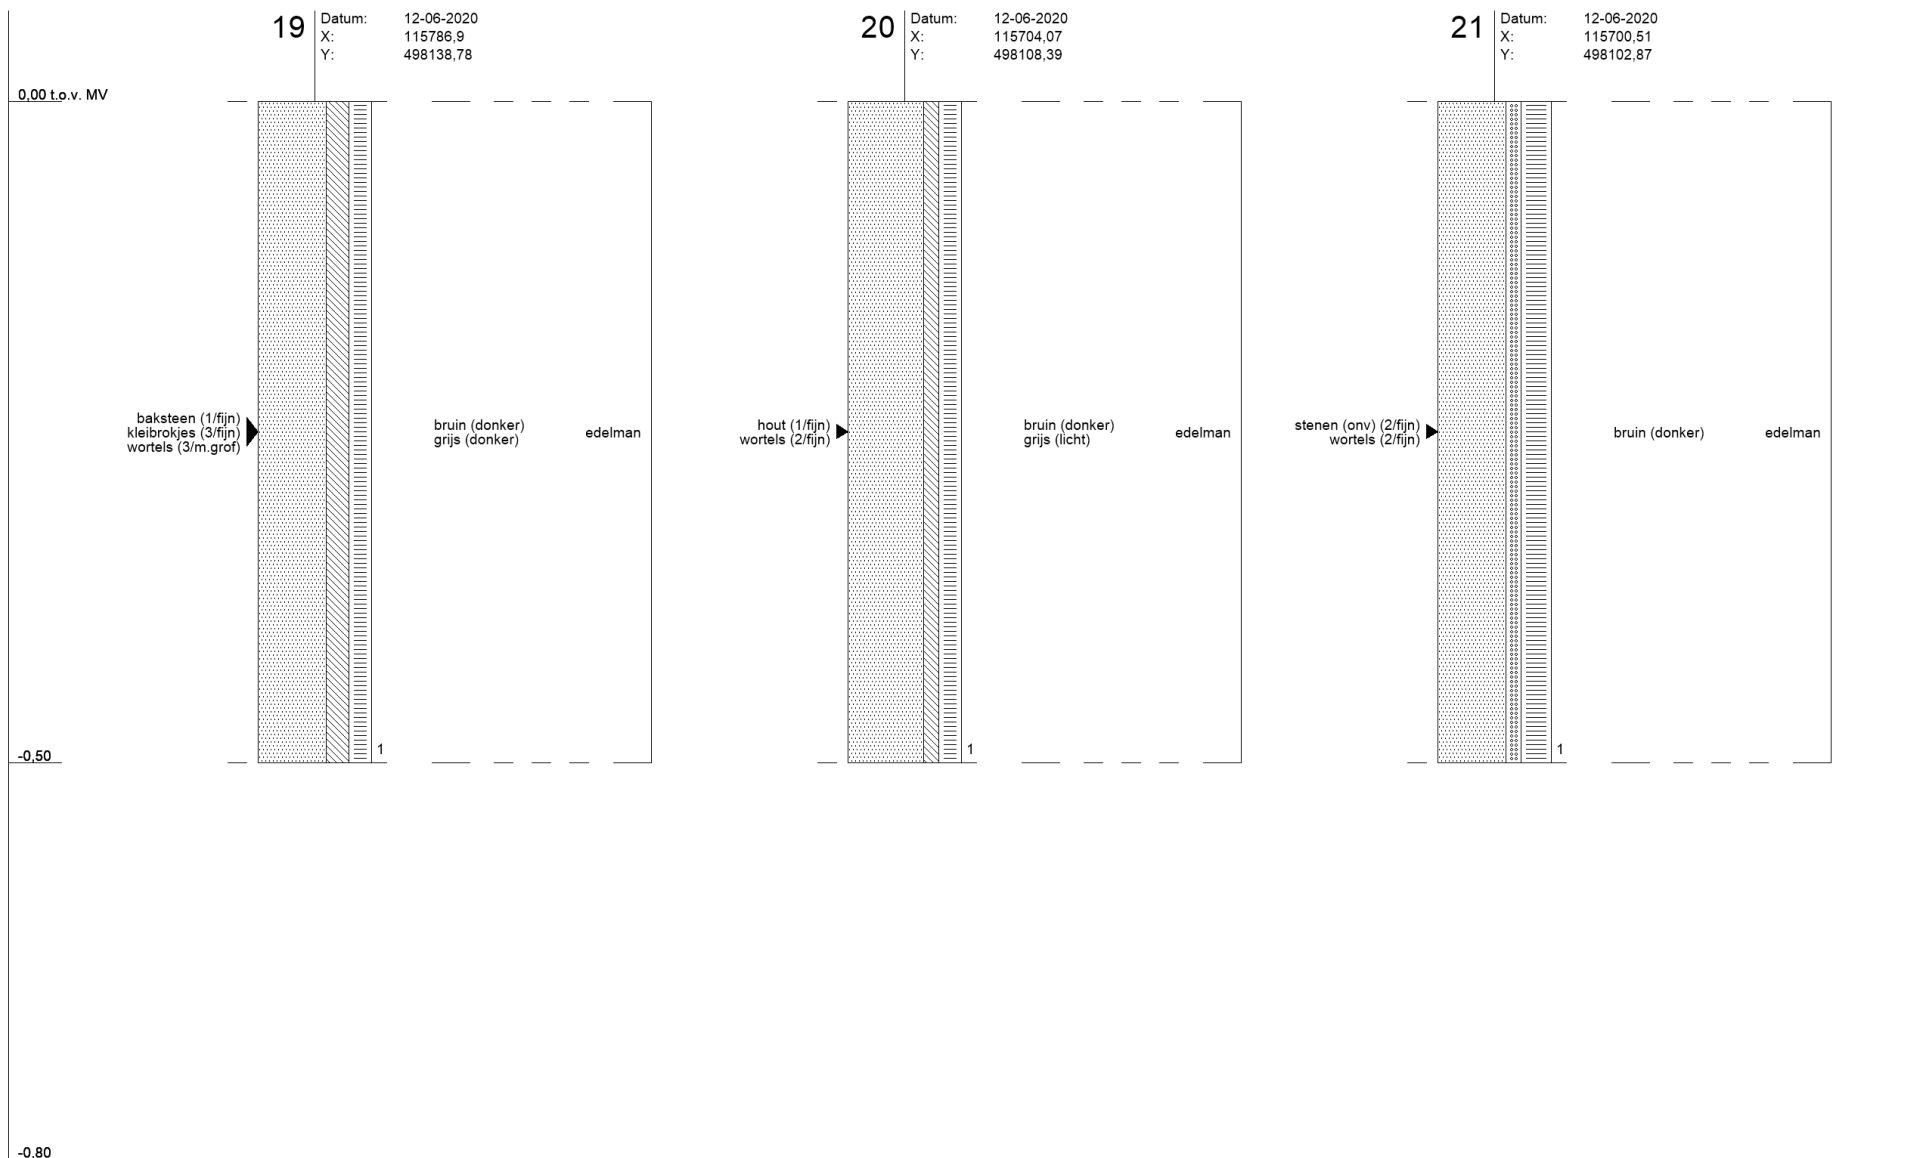 19
Datum: 12-06-2020
X: 115786,9
Y: 498138,78
20
Datum: 12-06-2020
X: 115704,07
Y: 498108,39
21
Datum: 12-06-2020
X: 115700,51
Y: 498102,87
0,00 t.o.v. MV
baksteen (1/fijn)
kleibrokjes (3/fijn)
wortels (3/m.grof)
bruin (donker)
grijs (donker)
edelman
1
hout (1/fijn)
wortels (2/fijn)
bruin (donker)
grijs (licht)
edelman
1
stenen (onv) (2/fijn)
wortels (2/fijn)
bruin (donker)
edelman
1
-0,50
-0,80